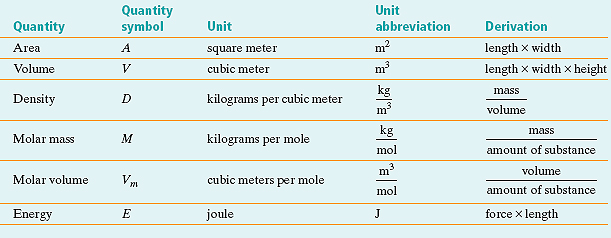 Quantity Quantity symbol Unit Unit abbreviation Derivation
Area A square meter m² length × width
Volume V cubic meter m³ length × width × height
Density D kilograms per cubic meter kg/m³ mass/volume
Molar mass M kilograms per mole kg/mol mass/amount of substance
Molar volume Vm cubic meters per mole m³/mol volume/amount of substance
Energy E joule J force × length